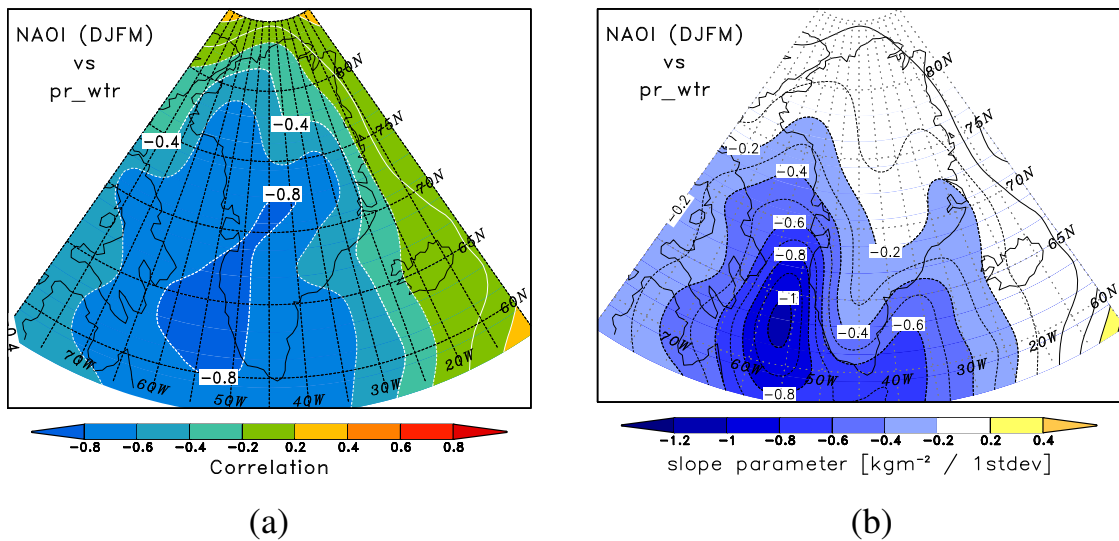 NAOI (DJFM)
vs
pr_wtr
80N
75N
70N
65N
60N
-0.4
-0.4
-0.8
-0.8
0.4
70W
60W
50W
40W
30W
20W
-0.8 -0.6 -0.4 -0.2 0.2 0.4 0.6 0.8
Correlation
(a)
NAOI (DJFM)
vs
pr_wtr
80N
75N
70N
65N
60N
-0.2
-0.4
-0.2
-0.6
-0.8
-0.2
-1
-0.4
-0.6
-0.8
70W
60W
50W
40W
30W
20W
-1.2 -1 -0.8 -0.6 -0.4 -0.2 0.2 0.4
slope parameter [kgm⁻² / 1stdev]
(b)